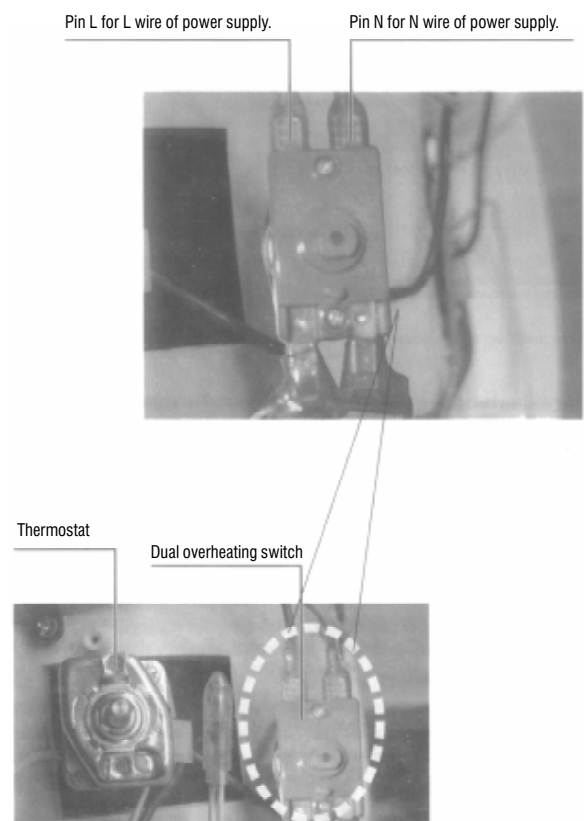 Pin L for L wire of power supply.
Pin N for N wire of power supply.
Thermostat
Dual overheating switch